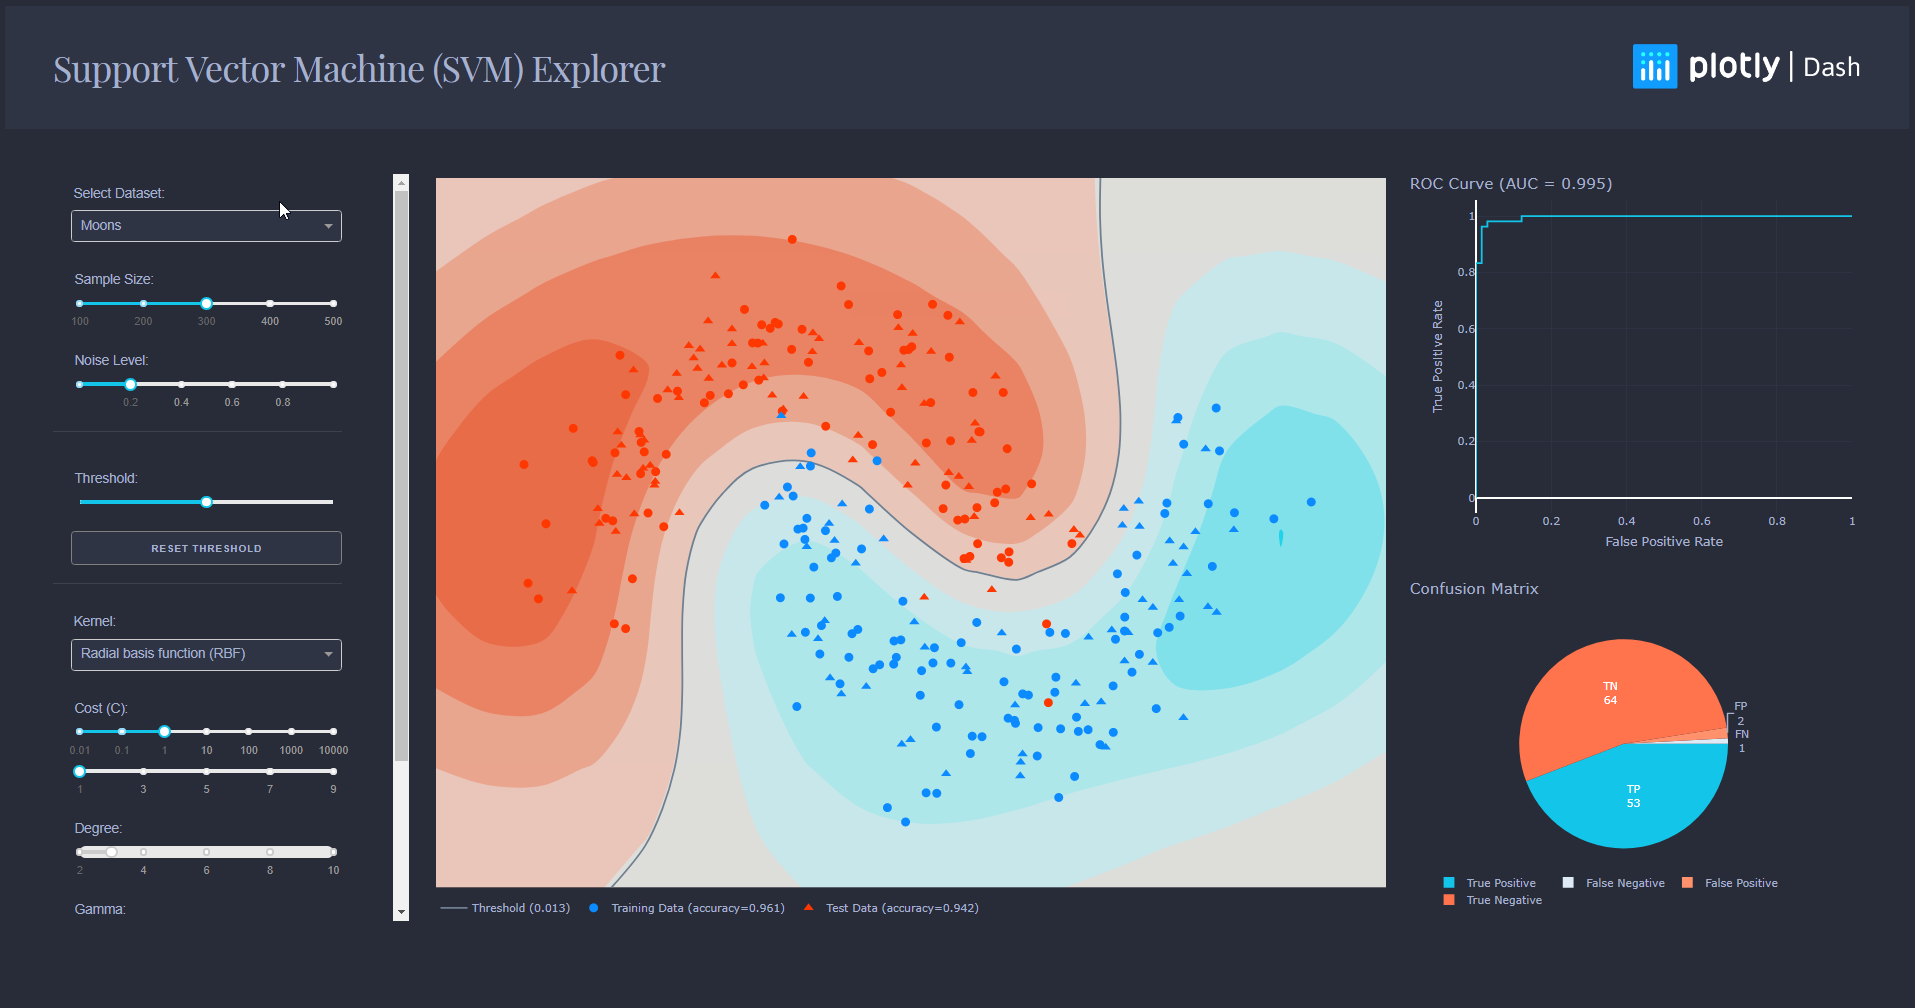 Support Vector Machine (SVM) Explorer
plotly | Dash
Select Dataset:
Moons
Sample Size:
100 200 300 400 500
Noise Level:
0.2 0.4 0.6 0.8
Threshold:
RESET THRESHOLD
Kernel:
Radial basis function (RBF)
Cost (C):
0.01 0.1 1 10 100 1000 10000
1 3 5 7 9
Degree:
2 4 6 8 10
Gamma:
Threshold (0.013) Training Data (accuracy=0.961) Test Data (accuracy=0.942)
ROC Curve (AUC = 0.995)
1
0.8
0.6
0.4
0.2
0
True Positive Rate
0 0.2 0.4 0.6 0.8 1
False Positive Rate
Confusion Matrix
TN
64
FP
2
FN
1
TP
53
True Positive False Negative False Positive
True Negative